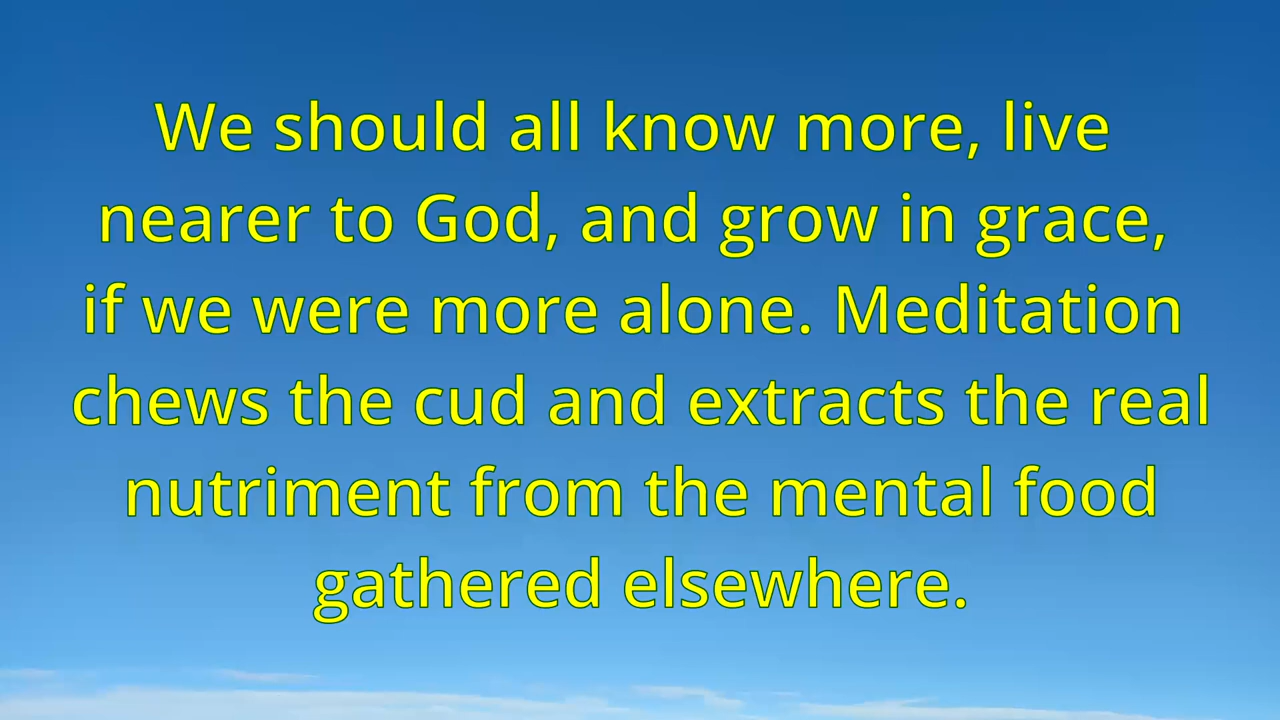 We should all know more, live
nearer to God, and grow in grace,
if we were more alone. Meditation
chews the cud and extracts the real
nutriment from the mental food
gathered elsewhere.